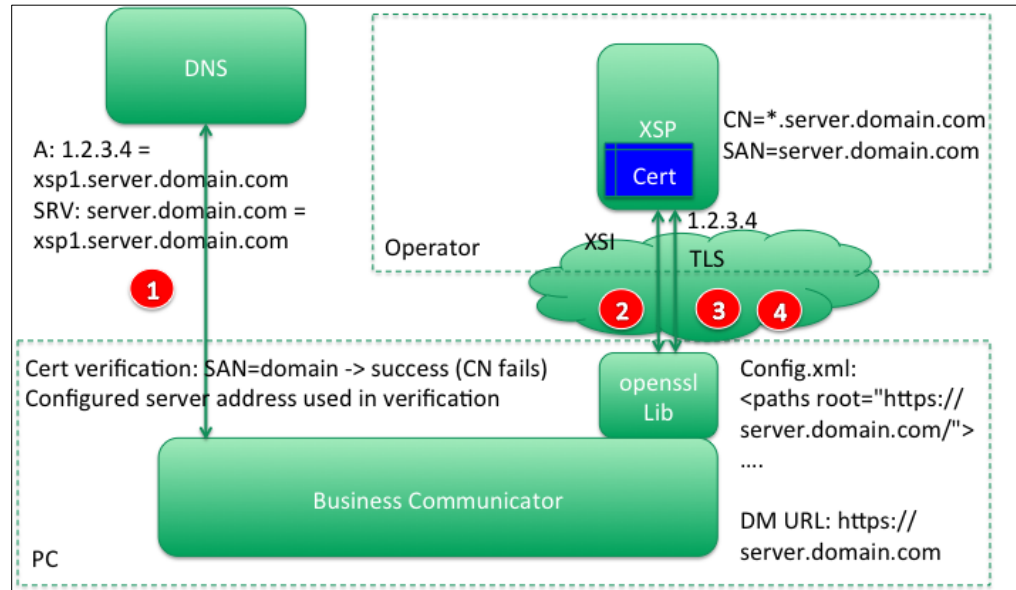 DNS
A: 1.2.3.4 =
xsp1.server.domain.com
SRV: server.domain.com =
xsp1.server.domain.com
1
XSP
Cert
CN=*.server.domain.com
SAN=server.domain.com
1.2.3.4
XSI
TLS
Operator
2
3
4
Cert verification: SAN=domain -> success (CN fails)
Configured server address used in verification
openssl
Lib
Config.xml:
<paths root="https://
server.domain.com/">
....
DM URL: https://
server.domain.com
Business Communicator
PC